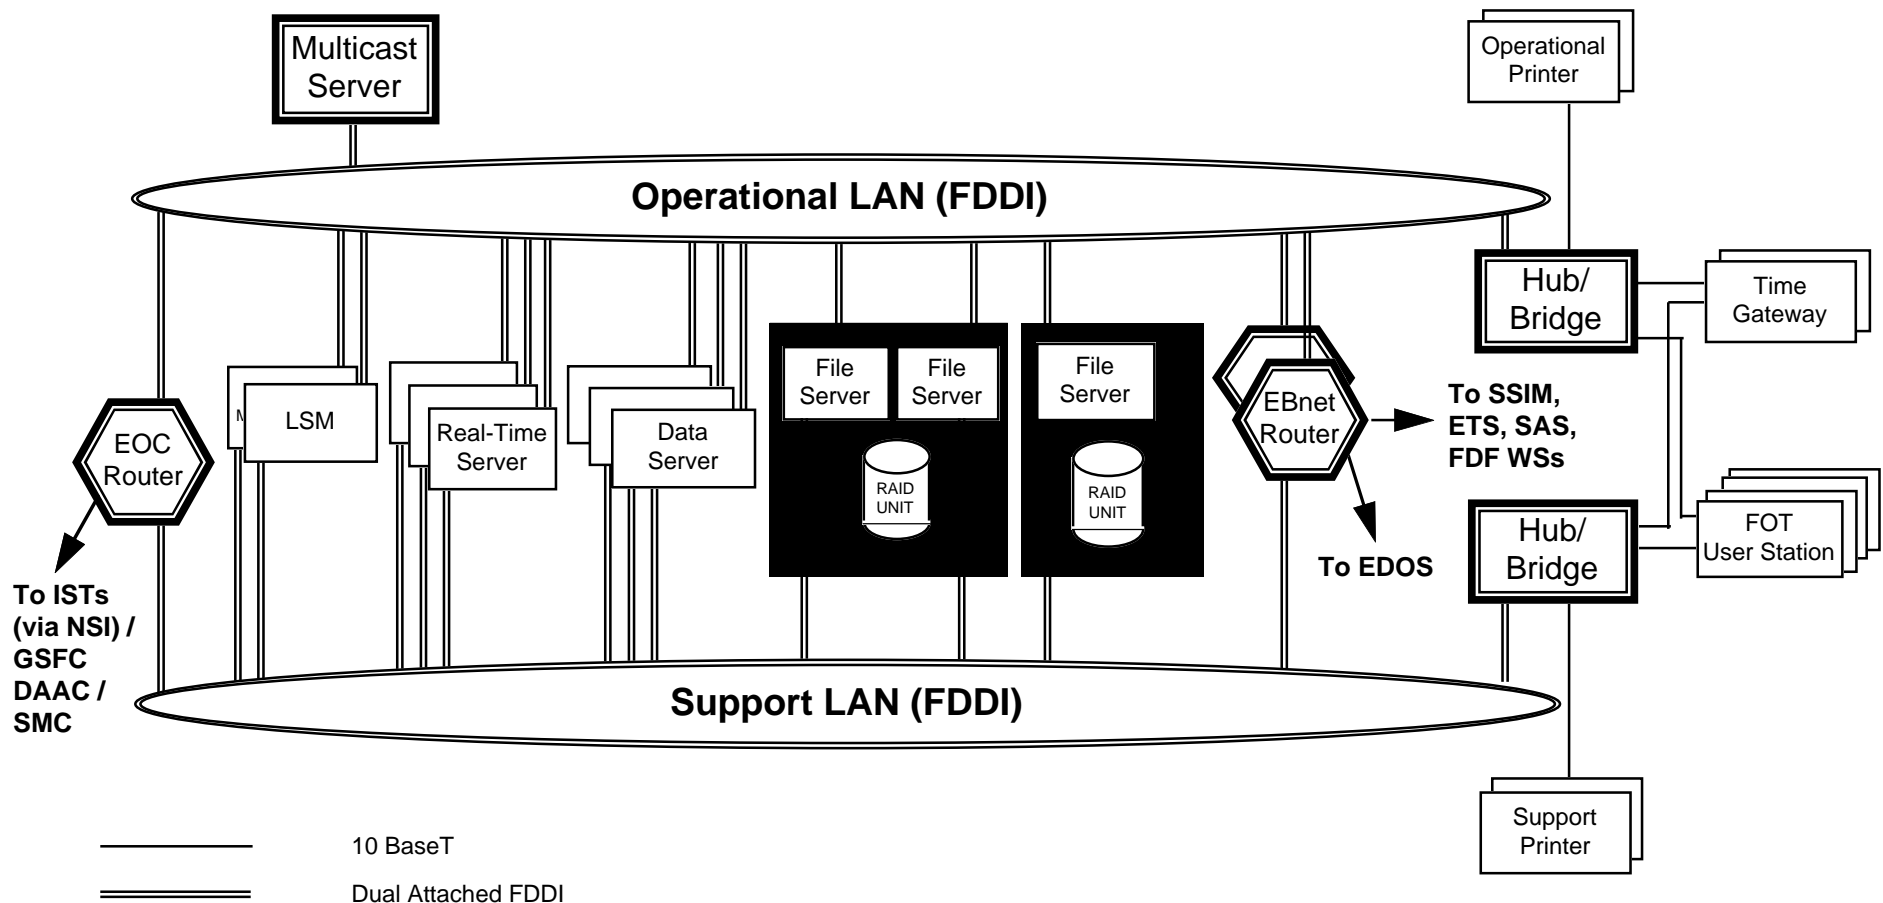 Multicast
Server
Operational
Printer
Operational LAN (FDDI)
Hub/
Bridge
Time
Gateway
EOC
Router
LSM
Real-Time
Server
Data
Server
File
Server
File
Server
File
Server
RAID
UNIT
RAID
UNIT
EBnet
Router
To SSIM,
ETS, SAS,
FDF WSs
To EDOS
Hub/
Bridge
FOT
User Station
To ISTs
(via NSI) /
GSFC
DAAC /
SMC
Support LAN (FDDI)
Support
Printer
10 BaseT
Dual Attached FDDI